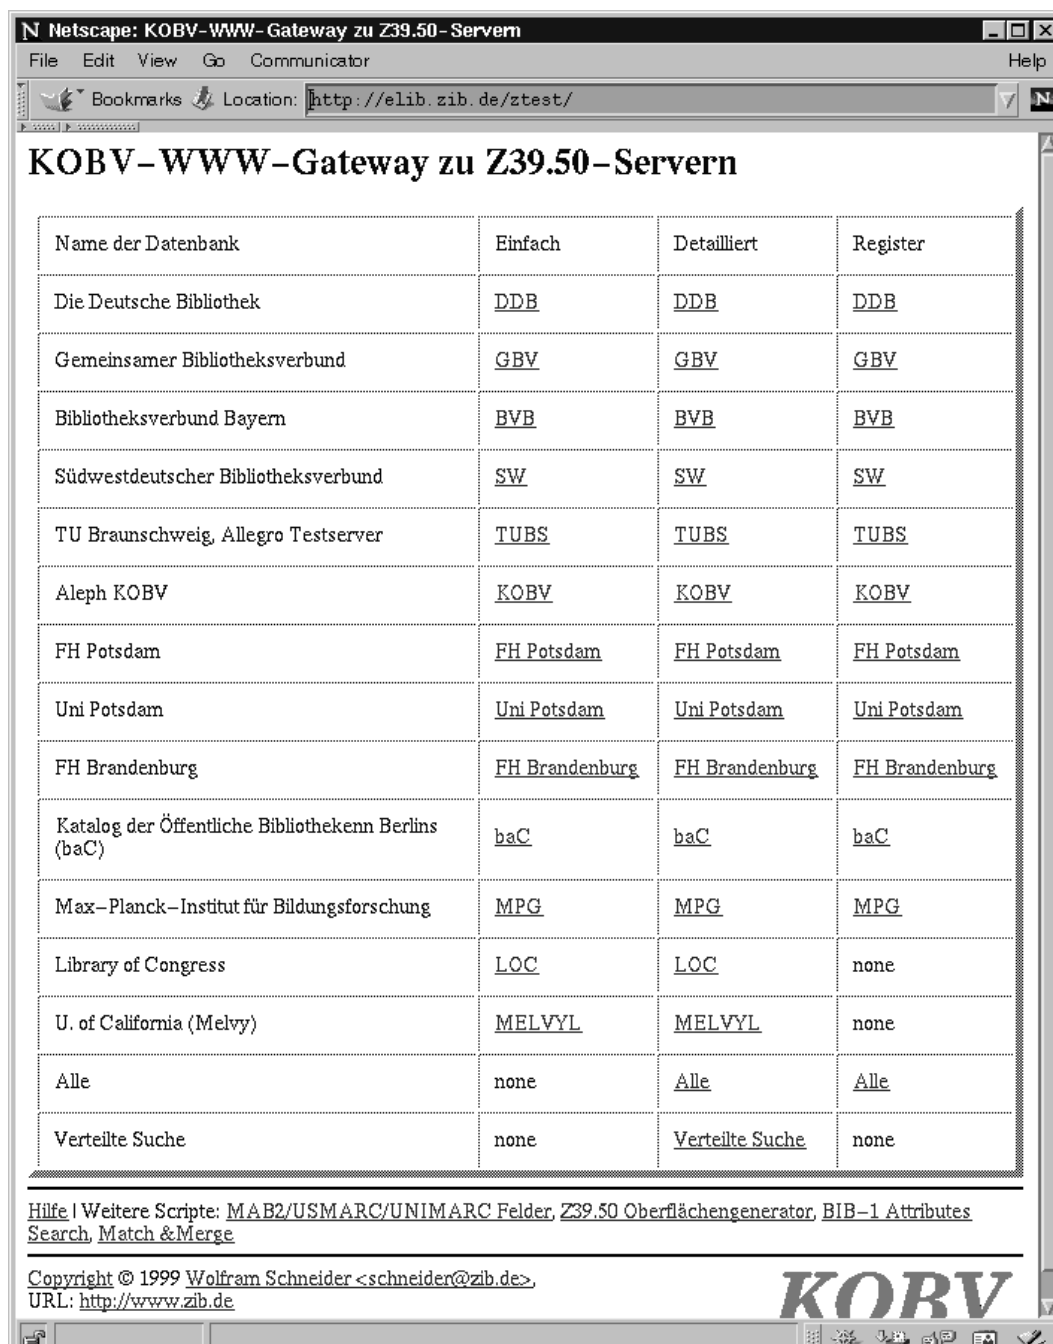 N Netscape: KOBV-WWW-Gateway zu Z39.50-Servern
File Edit View Go Communicator Help
Bookmarks Location: http://elib.zib.de/ztest/ N
KOBV-WWW-Gateway zu Z39.50-Servern
Name der Datenbank Einfach Detailliert Register
Die Deutsche Bibliothek DDB DDB DDB
Gemeinsamer Bibliotheksverbund GBV GBV GBV
Bibliotheksverbund Bayern BVB BVB BVB
Südwestdeutscher Bibliotheksverbund SW SW SW
TU Braunschweig, Allegro Testserver TUBS TUBS TUBS
Aleph KOBV KOBV KOBV KOBV
FH Potsdam FH Potsdam FH Potsdam FH Potsdam
Uni Potsdam Uni Potsdam Uni Potsdam Uni Potsdam
FH Brandenburg FH Brandenburg FH Brandenburg FH Brandenburg
Katalog der Öffentliche Bibliothekenn Berlins
(baC) baC baC baC
Max-Planck-Institut für Bildungsforschung MPG MPG MPG
Library of Congress LOC LOC none
U. of California (Melvy) MELVYL MELVYL none
Alle none Alle Alle
Verteilte Suche none Verteilte Suche none
Hilfe | Weitere Scripte: MAB2/USMARC/UNIMARC Felder, Z39.50 Oberflächengenerator, BIB-1 Attributes
Search, Match & Merge
Copyright © 1999 Wolfram Schneider <schneider@zib.de>,
URL: http://www.zib.de
KOBV